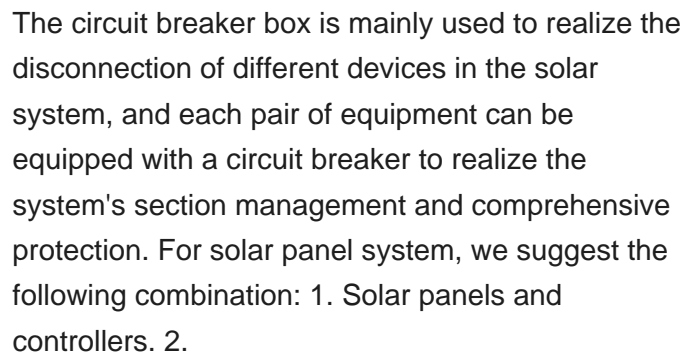 The circuit breaker box is mainly used to realize the
disconnection of different devices in the solar
system, and each pair of equipment can be
equipped with a circuit breaker to realize the
system's section management and comprehensive
protection. For solar panel system, we suggest the
following combination: 1. Solar panels and
controllers. 2.